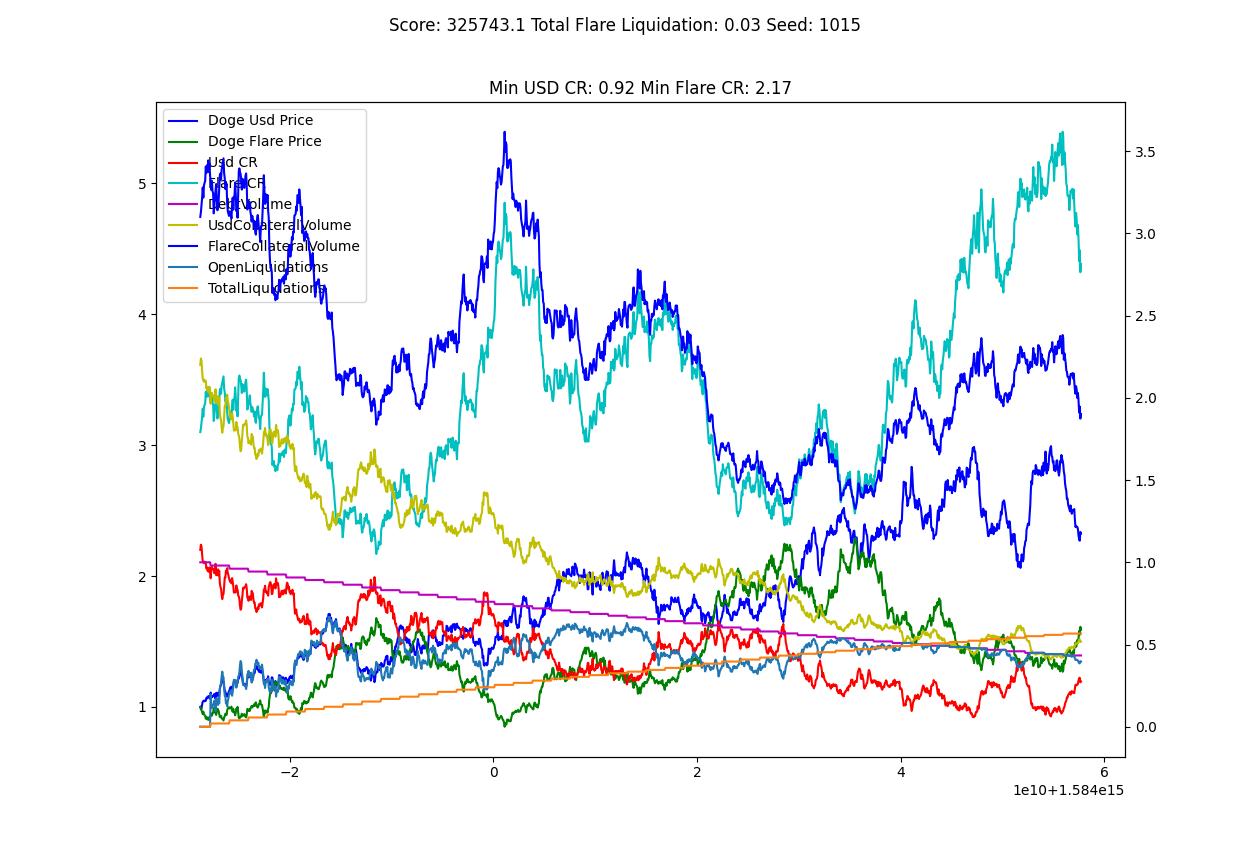 Score: 325743.1 Total Flare Liquidation: 0.03 Seed: 1015
Min USD CR: 0.92 Min Flare CR: 2.17
Doge Usd Price
Doge Flare Price
Usd CR
Flare CR
DebtVolume
UsdCollateralVolume
FlareCollateralVolume
OpenLiquidations
TotalLiquidations
5
4
3
2
1
3.5
3.0
2.5
2.0
1.5
1.0
0.5
0.0
−2
0
2
4
6
1e10+1.584e15